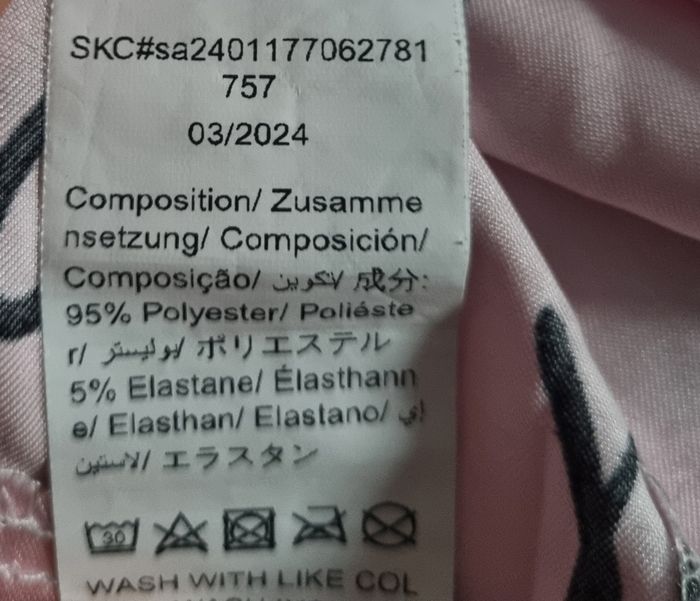 SKC#sa2401177062781
757
03/2024
Composition/ Zusamme
nsetzung/ Composición/
Composição/ تكوين/ 成分:
95% Polyester/ Poliéste
r/ بوليستر/ ポリエステル
5% Elastane/ Élasthann
e/ Elasthan/ Elastano/ إي
لاستين/ エラスタン
30
WASH WITH LIKE COL